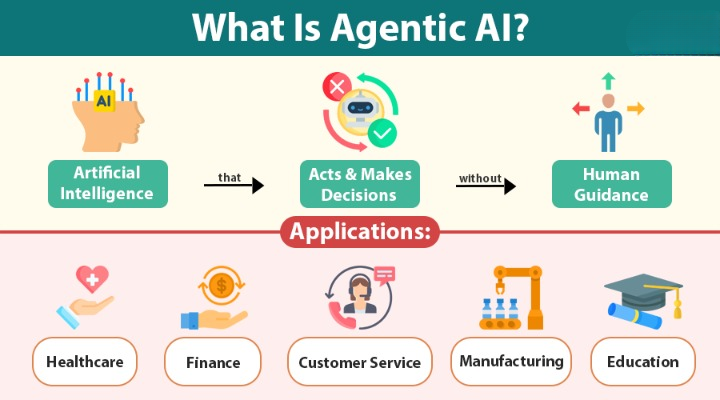 What Is Agentic AI?
AI
Artificial
Intelligence
that
Acts & Makes
Decisions
without
Human
Guidance
Applications:
$
Healthcare
Finance
Customer Service
Manufacturing
Education